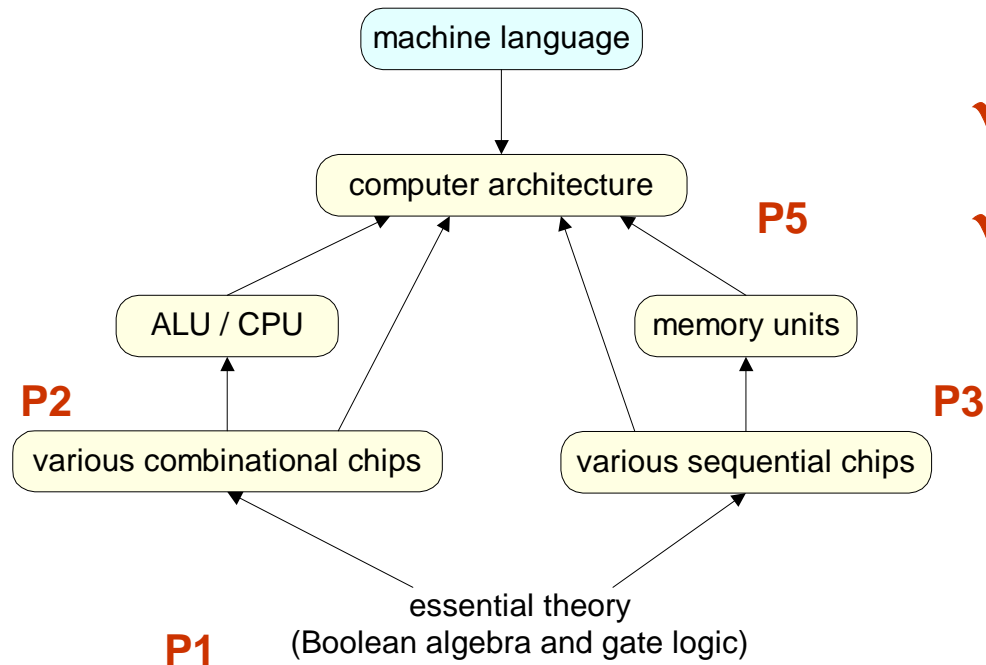 machine language
computer architecture
P5
ALU / CPU
memory units
P2
P3
various combinational chips
various sequential chips
essential theory
(Boolean algebra and gate logic)
P1